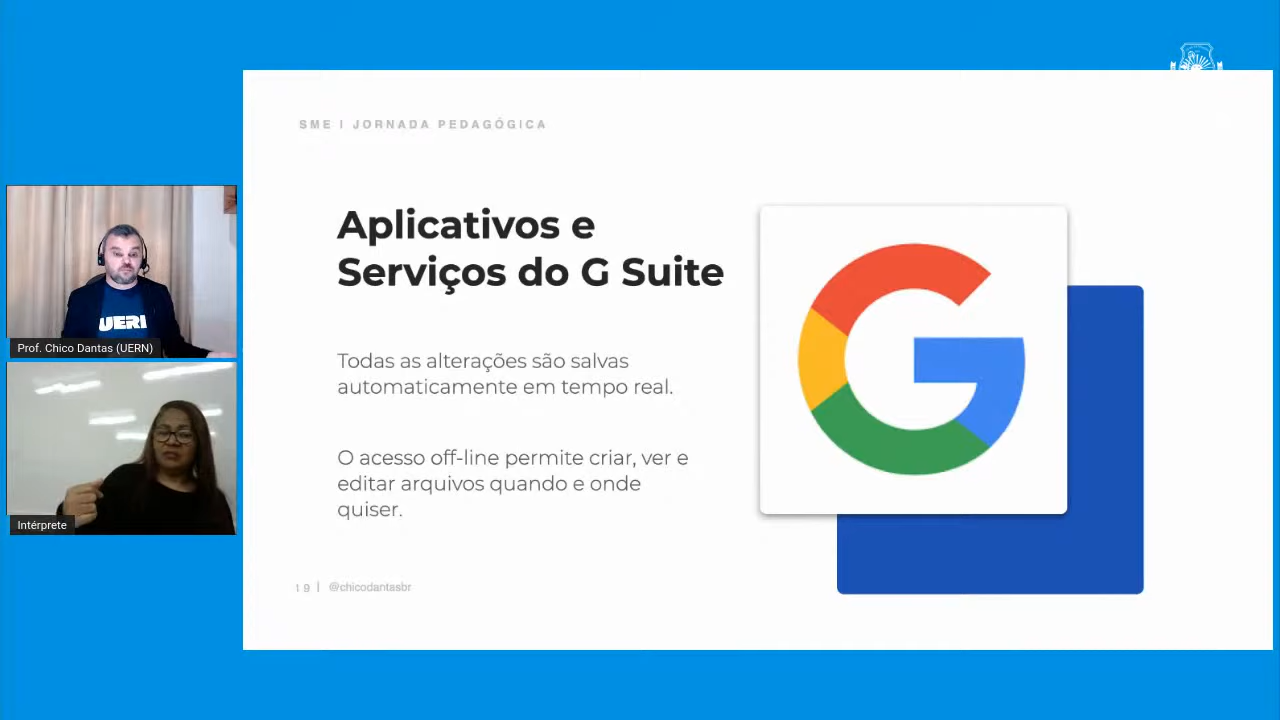 SME | JORNADA PEDAGÓGICA
Aplicativos e
Serviços do G Suite
Todas as alterações são salvas
automaticamente em tempo real.
O acesso off-line permite criar, ver e
editar arquivos quando e onde
quiser.
19 | @chicodantasbr
UERN
Prof. Chico Dantas (UERN)
Intérprete